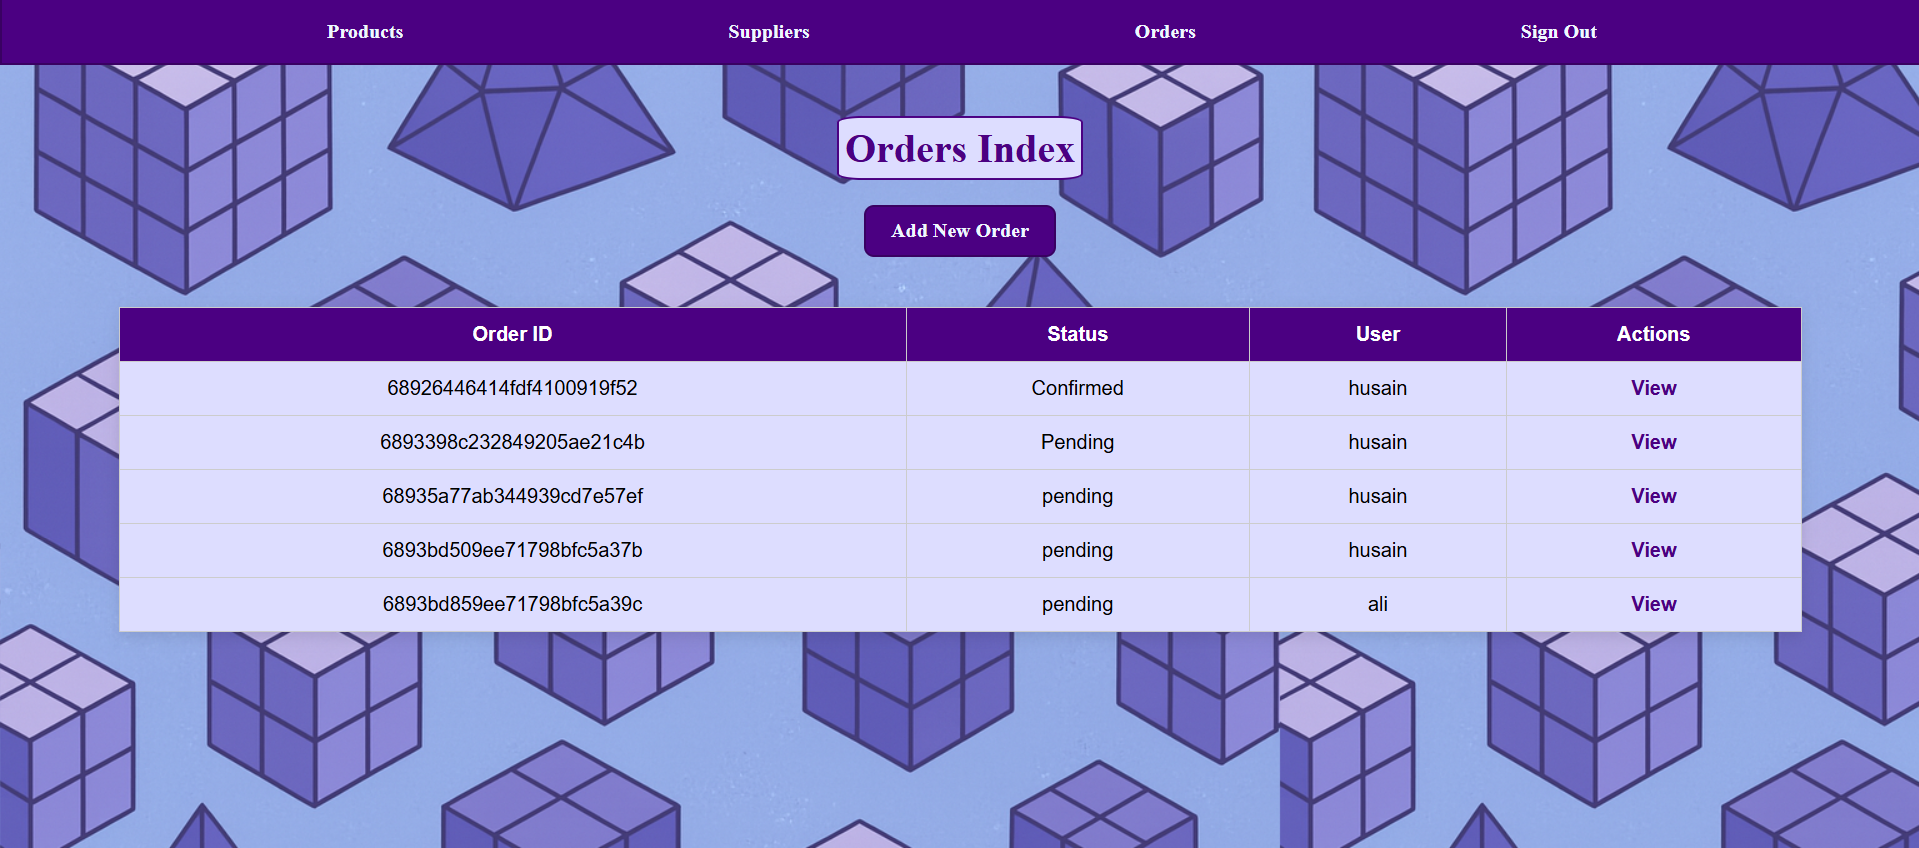 Products Suppliers Orders Sign Out
Orders Index
Add New Order
Order ID Status User Actions
68926446414fdf4100919f52 Confirmed husain View
6893398c232849205ae21c4b Pending husain View
68935a77ab344939cd7e57ef pending husain View
6893bd509ee71798bfc5a37b pending husain View
6893bd859ee71798bfc5a39c pending ali View